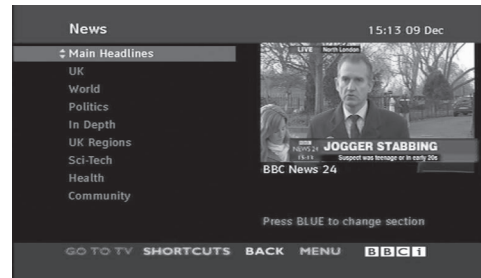 News
15:13 09 Dec
Main Headlines
UK
World
Politics
In Depth
UK Regions
Sci-Tech
Health
Community
LIVE North London
BBC
NEWS 24
15:13
JOGGER STABBING
Suspect was teenage or in early 20s
BBC News 24
Press BLUE to change section
GO TO TV SHORTCUTS BACK MENU BBCi